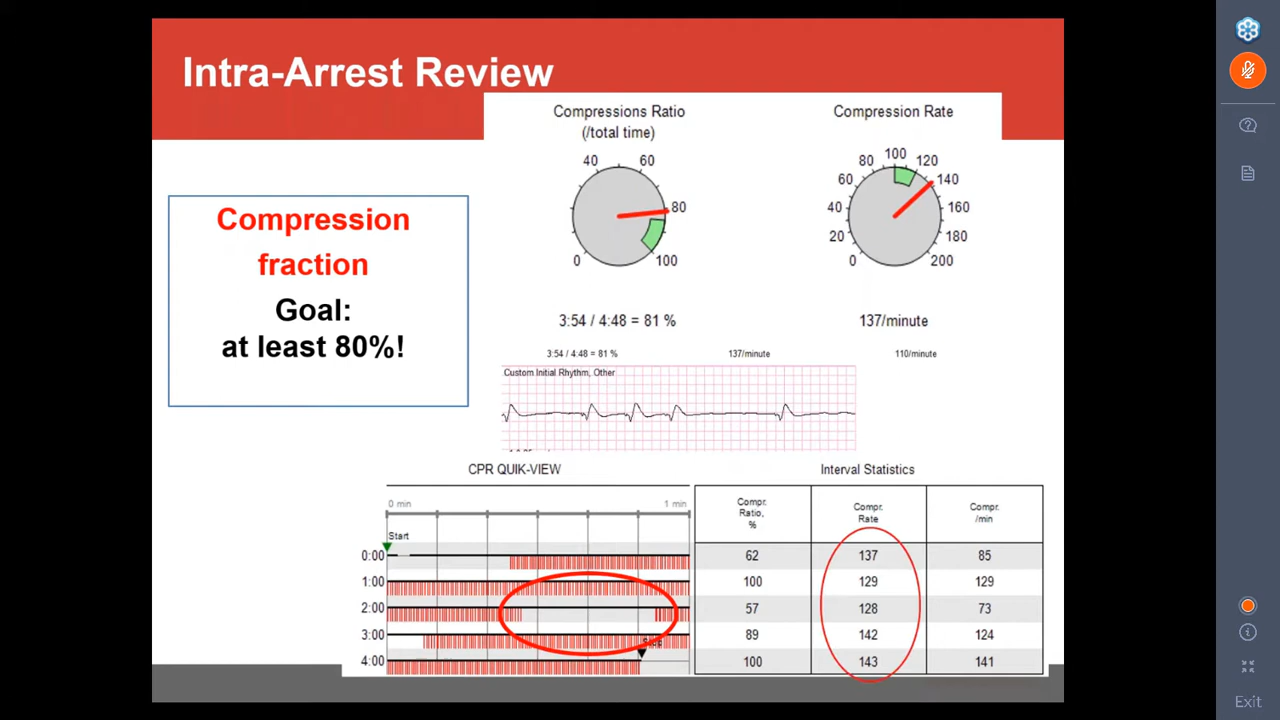 Intra-Arrest Review
Compression
fraction
Goal:
at least 80%!
Compressions Ratio
(/total time)
40
60
80
0
100
3:54 / 4:48 = 81 %
Compression Rate
100
80
120
60
140
40
160
20
180
0
200
137/minute
3:54 / 4:48 = 81 % 137/minute 110/minute
Custom Initial Rhythm, Other
CPR QUIK-VIEW
0 min 1 min
Start
0:00
1:00
2:00
3:00
4:00
Interval Statistics
Compr. Ratio, % Compr. Rate Compr. /min
62 137 85
100 129 129
57 128 73
89 142 124
100 143 141
Exit